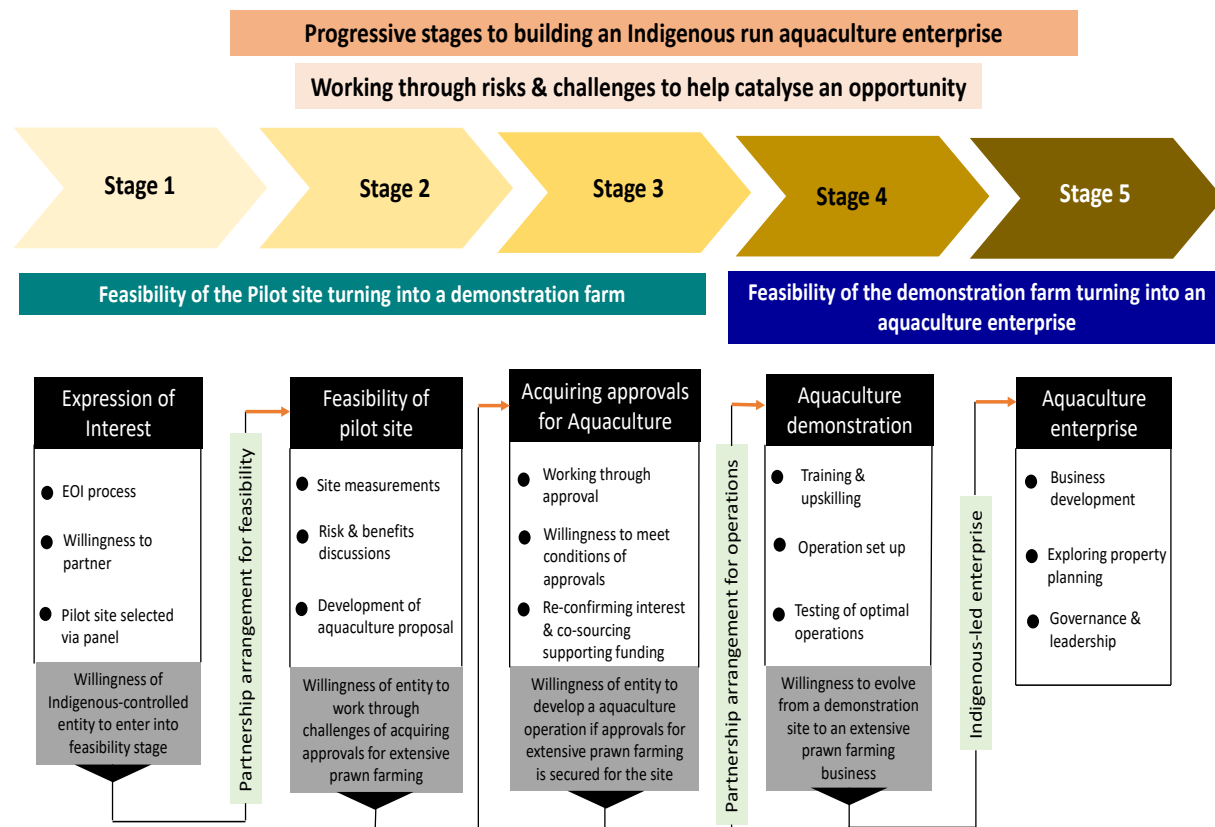 Progressive stages to building an Indigenous run aquaculture enterprise
Working through risks & challenges to help catalyse an opportunity
Stage 1
Stage 2
Stage 3
Stage 4
Stage 5
Feasibility of the Pilot site turning into a demonstration farm
Feasibility of the demonstration farm turning into an
aquaculture enterprise
Expression of
Interest
EOI process
Willingness to
partner
Pilot site selected
via panel
Willingness of
Indigenous-controlled
entity to enter into
feasibility stage
Partnership arrangement for feasibility
Feasibility of
pilot site
Site measurements
Risk & benefits
discussions
Development of
aquaculture proposal
Willingness of entity to
work through
challenges of acquiring
approvals for extensive
prawn farming
Acquiring approvals
for Aquaculture
Working through
approval
Willingness to meet
conditions of
approvals
Re-confirming interest
& co-sourcing
supporting funding
Willingness of entity to
develop a aquaculture
operation if approvals for
extensive prawn farming
is secured for the site
Partnership arrangement for operations
Aquaculture
demonstration
Training &
upskilling
Operation set up
Testing of optimal
operations
Willingness to evolve
from a demonstration
site to an extensive
prawn farming
business
Indigenous-led enterprise
Aquaculture
enterprise
Business
development
Exploring property
planning
Governance &
leadership